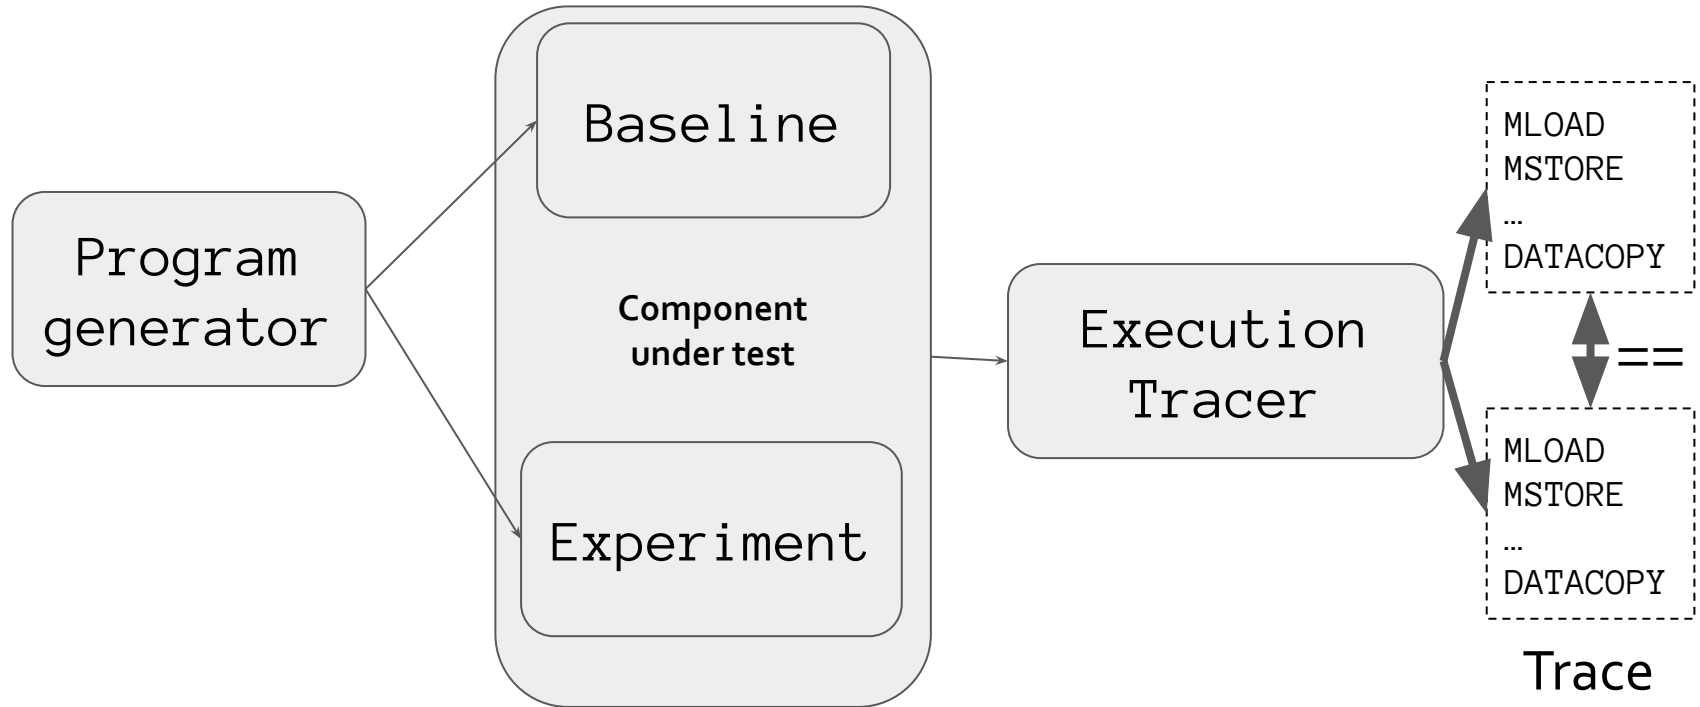 Program
generator
Baseline
Component
under test
Experiment
Execution
Tracer
MLOAD
MSTORE
…
DATACOPY
==
MLOAD
MSTORE
…
DATACOPY
Trace